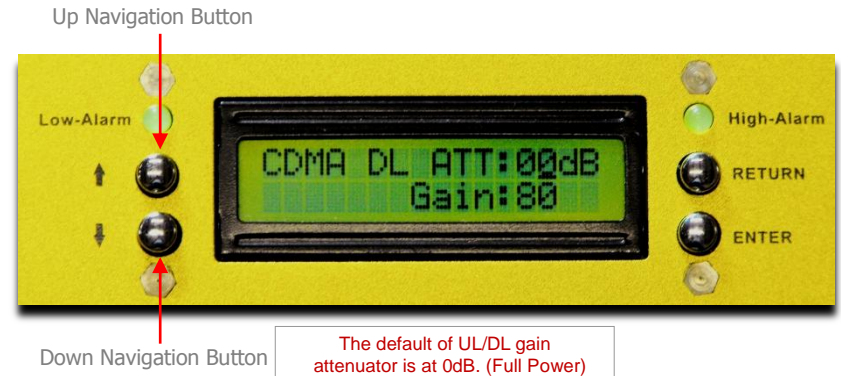 Up Navigation Button
Low-Alarm
High-Alarm
CDMA DL ATT:00dB
Gain:80
RETURN
ENTER
Down Navigation Button
The default of UL/DL gain
attenuator is at 0dB. (Full Power)